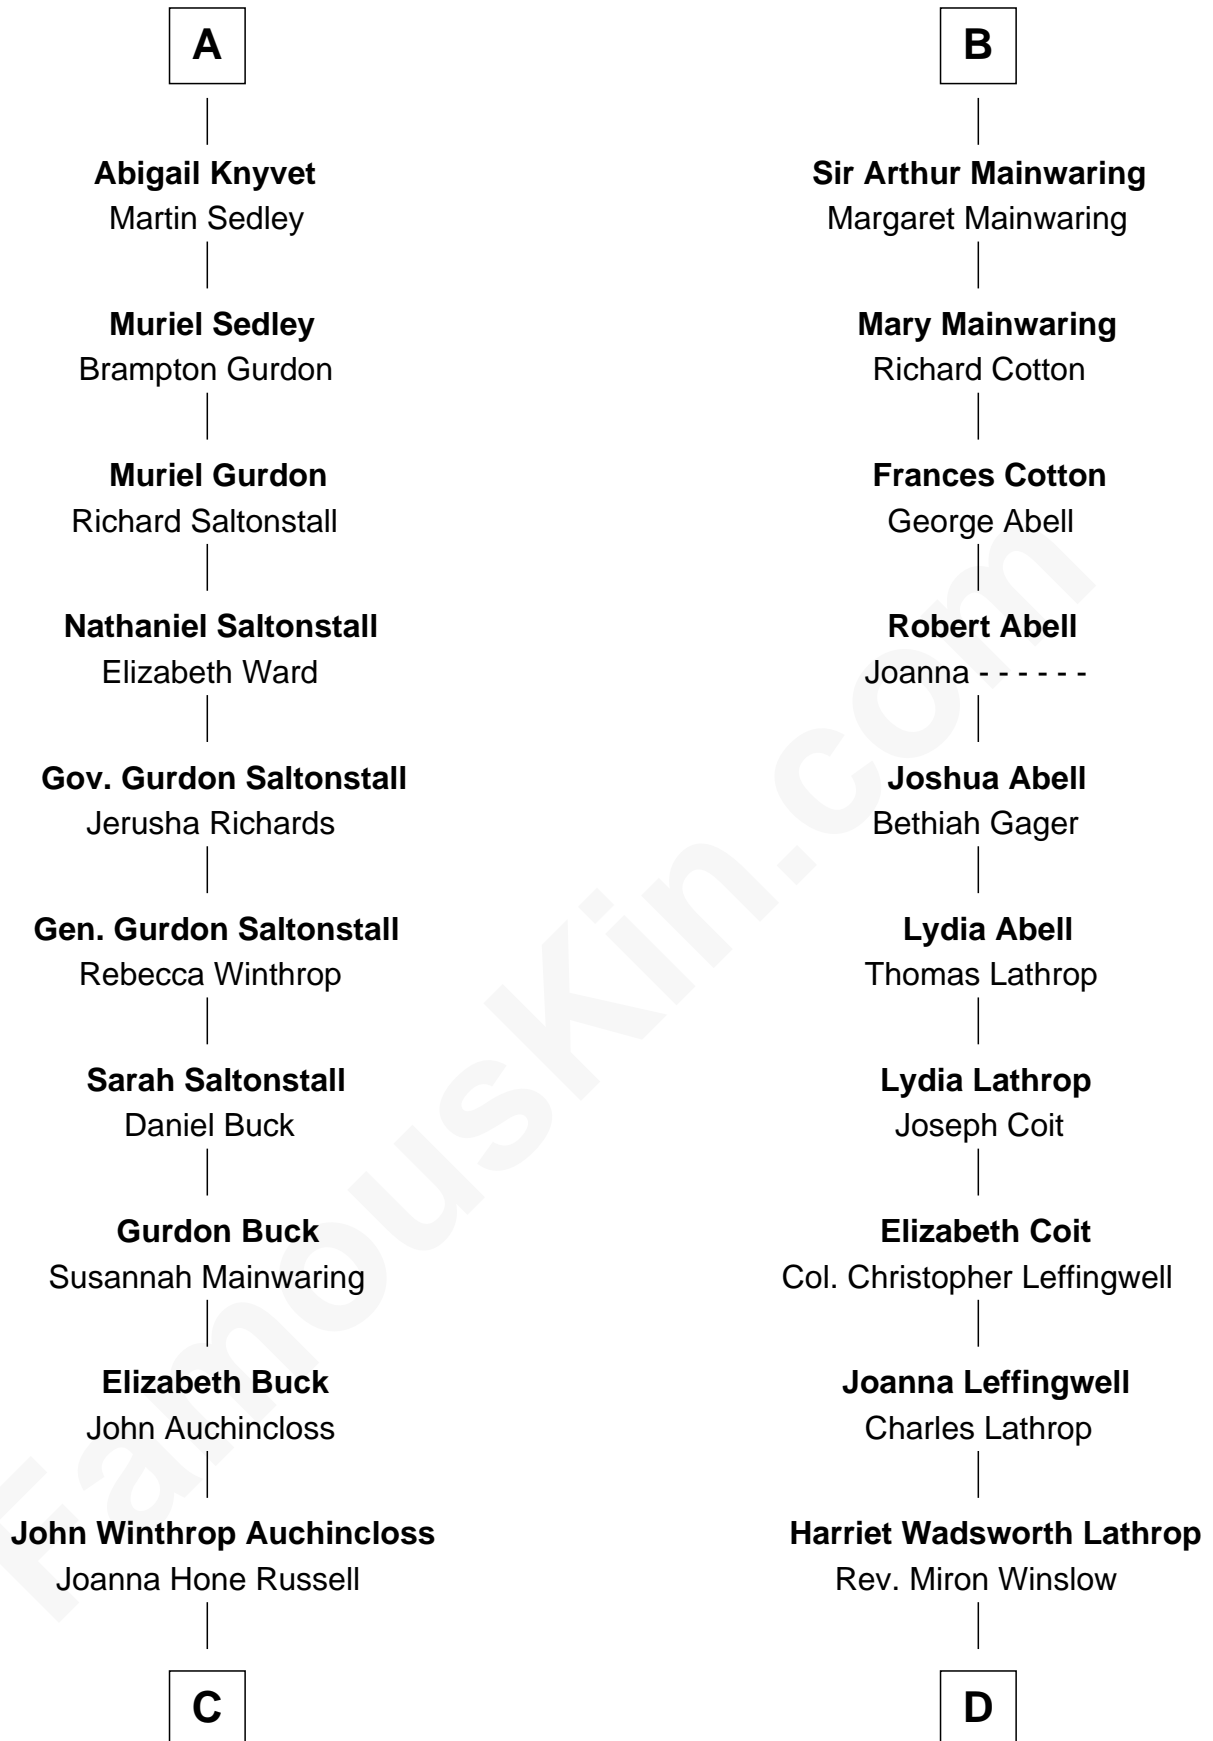 A
Abigail Knyvet
Martin Sedley
Muriel Sedley
Brampton Gurdon
Muriel Gurdon
Richard Saltonstall
Nathaniel Saltonstall
Elizabeth Ward
Gov. Gurdon Saltonstall
Jerusha Richards
Gen. Gurdon Saltonstall
Rebecca Winthrop
Sarah Saltonstall
Daniel Buck
Gurdon Buck
Susannah Mainwaring
Elizabeth Buck
John Auchincloss
John Winthrop Auchincloss
Joanna Hone Russell
C
B
Sir Arthur Mainwaring
Margaret Mainwaring
Mary Mainwaring
Richard Cotton
Frances Cotton
George Abell
Robert Abell
Joanna - - - - - -
Joshua Abell
Bethiah Gager
Lydia Abell
Thomas Lathrop
Lydia Lathrop
Joseph Coit
Elizabeth Coit
Col. Christopher Leffingwell
Joanna Leffingwell
Charles Lathrop
Harriet Wadsworth Lathrop
Rev. Miron Winslow
D
FamousKin.com